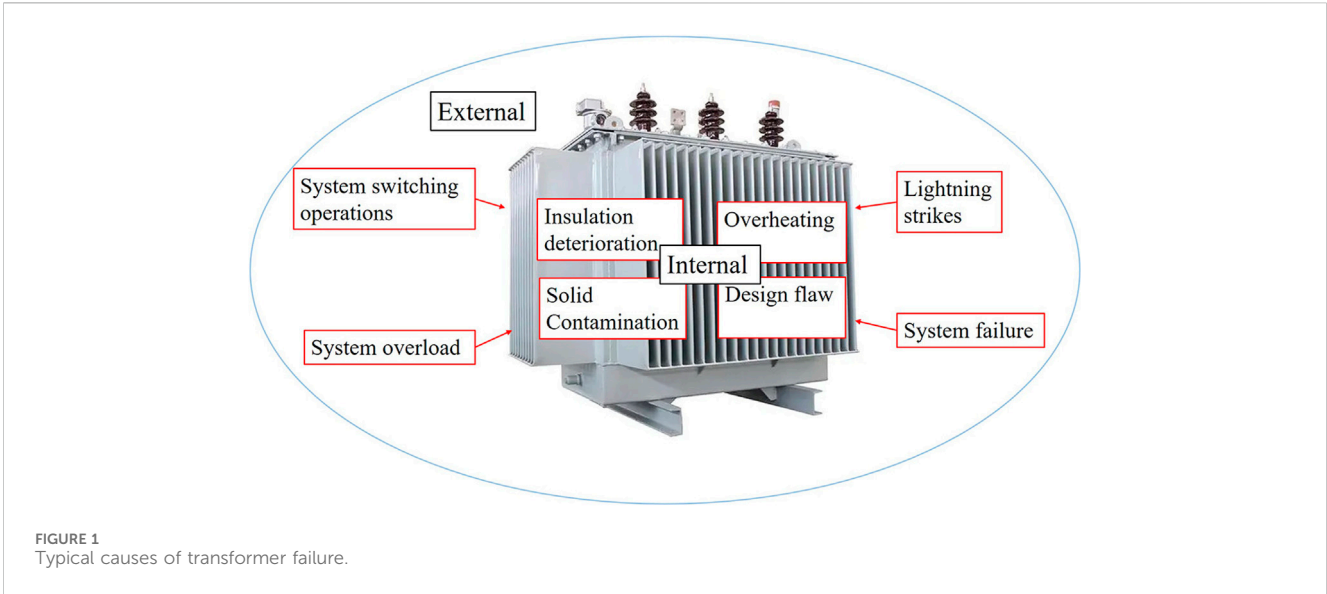 External
System switching
operations
Insulation
deterioration
Overheating
Lightning
strikes
Internal
Solid
Contamination
Design flaw
System overload
System failure
FIGURE 1
Typical causes of transformer failure.